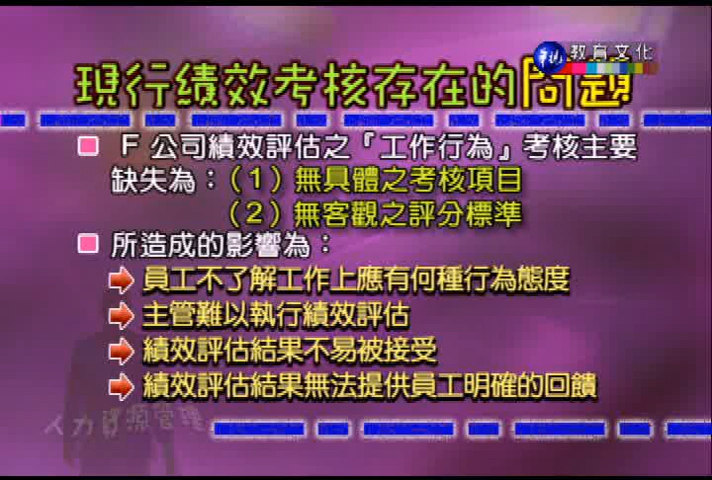 華視 教育文化
現行績效考核存在的問題
F公司績效評估之『工作行為』考核主要
缺失為：（1）無具體之考核項目
（2）無客觀之評分標準
所造成的影響為：
員工不了解工作上應有何種行為態度
主管難以執行績效評估
績效評估結果不易被接受
績效評估結果無法提供員工明確的回饋
人力資源管理